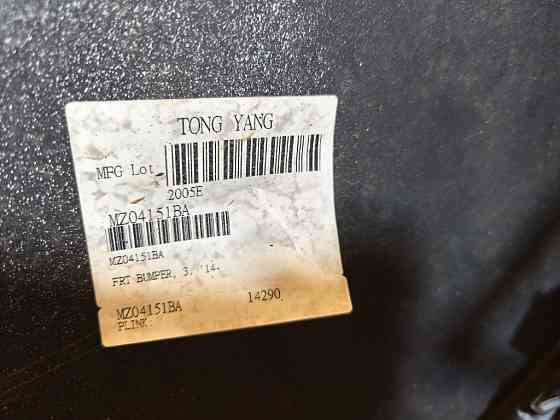 TONG YANG
MFG Lot
2005E
MZ04151BA
MZ04151BA
FRT BUMPER, 3, '14-
MZ04151BA 14290
PLINK